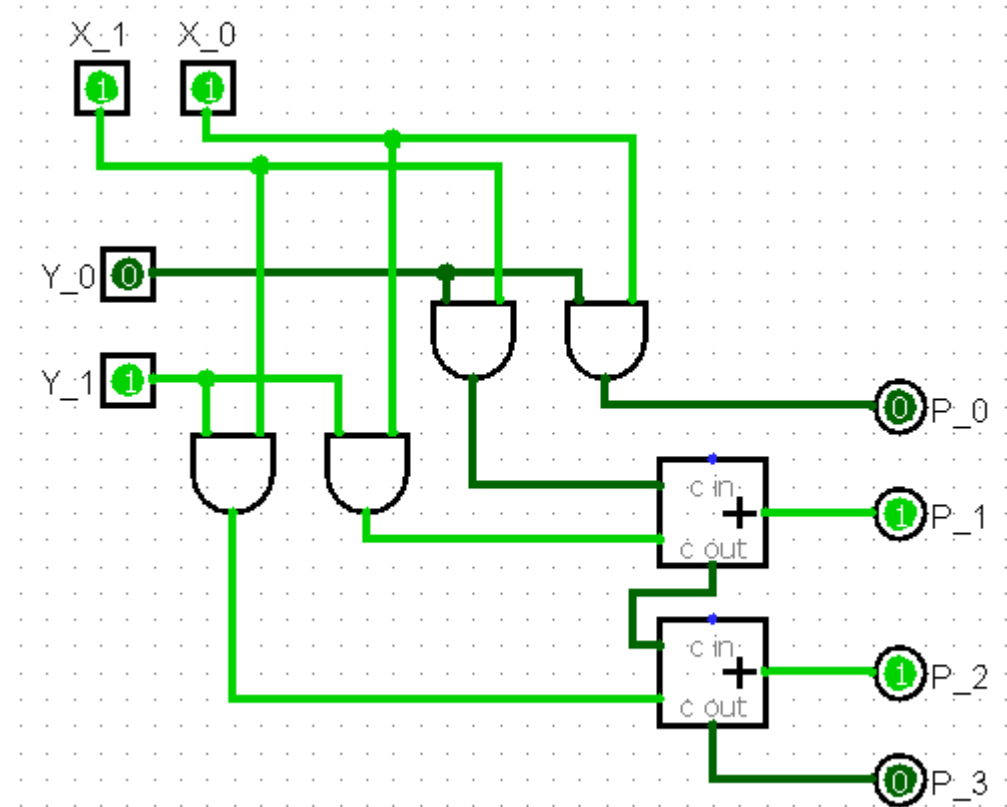 X_1 X_0
1 1
Y_0 0
Y_1 1
0 P_0
c in
+ 1 P_1
c out
c in
+ 1 P_2
c out
0 P_3